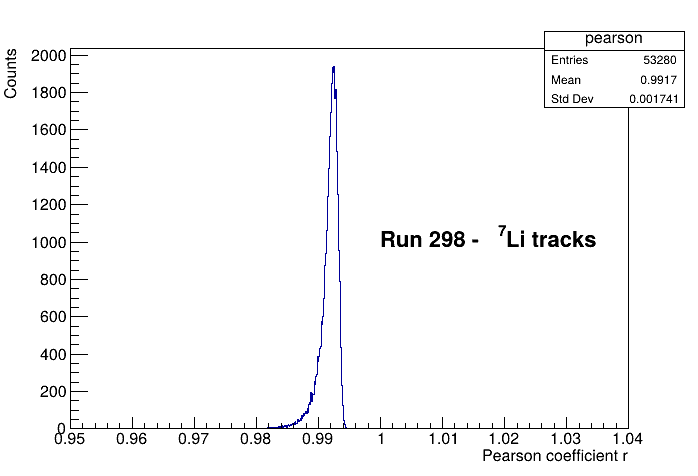 pearson
Entries 53280
Mean 0.9917
Std Dev 0.001741
Counts
2000
1800
1600
1400
1200
1000
800
600
400
200
0
Run 298 - ⁷Li tracks
0.95 0.96 0.97 0.98 0.99 1 1.01 1.02 1.03 1.04
Pearson coefficient r